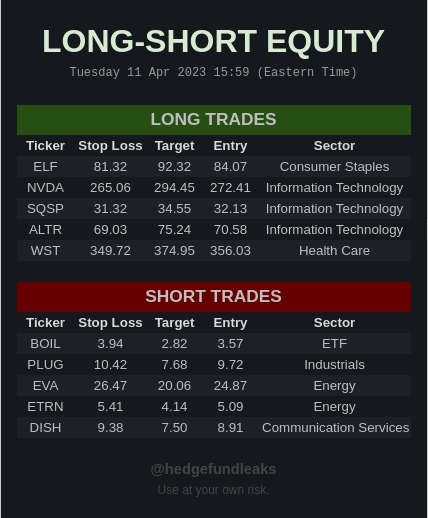 LONG-SHORT EQUITY
Tuesday 11 Apr 2023 15:59 (Eastern Time)
LONG TRADES
Ticker Stop Loss Target Entry Sector
ELF 81.32 92.32 84.07 Consumer Staples
NVDA 265.06 294.45 272.41 Information Technology
SQSP 31.32 34.55 32.13 Information Technology
ALTR 69.03 75.24 70.58 Information Technology
WST 349.72 374.95 356.03 Health Care
SHORT TRADES
Ticker Stop Loss Target Entry Sector
BOIL 3.94 2.82 3.57 ETF
PLUG 10.42 7.68 9.72 Industrials
EVA 26.47 20.06 24.87 Energy
ETRN 5.41 4.14 5.09 Energy
DISH 9.38 7.50 8.91 Communication Services
@hedgefundleaks
Use at your own risk.